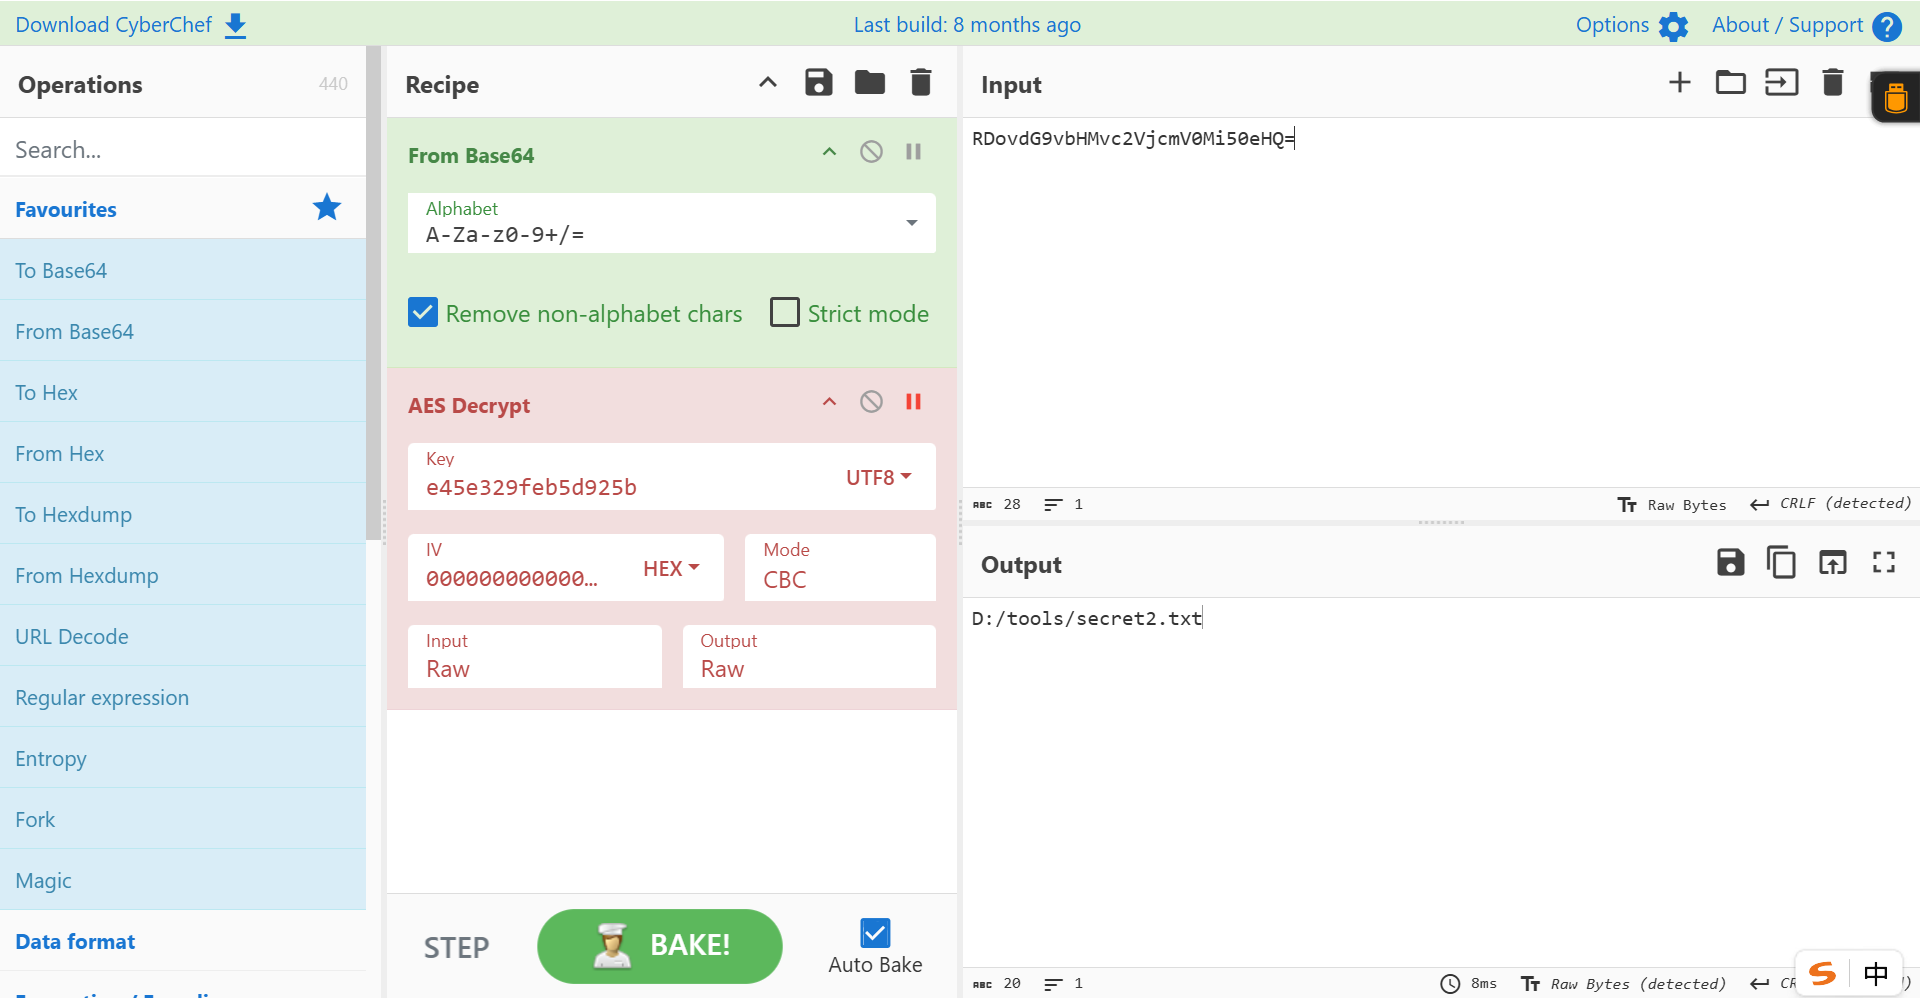 Download CyberChef
Last build: 8 months ago
Options
About / Support
Operations
440
Search...
Favourites
To Base64
From Base64
To Hex
From Hex
To Hexdump
From Hexdump
URL Decode
Regular expression
Entropy
Fork
Magic
Data format
Recipe
From Base64
Alphabet
A-Za-z0-9+/=
Remove non-alphabet chars
Strict mode
AES Decrypt
Key
e45e329feb5d925b
UTF8
IV
000000000000...
HEX
Mode
CBC
Input
Raw
Output
Raw
STEP
BAKE!
Auto Bake
Input
RDovdG9vbHMvc2VjcmV0Mi50eHQ=
ABC 28
1
Raw Bytes
CRLF (detected)
Output
D:/tools/secret2.txt
ABC 20
1
8ms
Raw Bytes (detected)
中